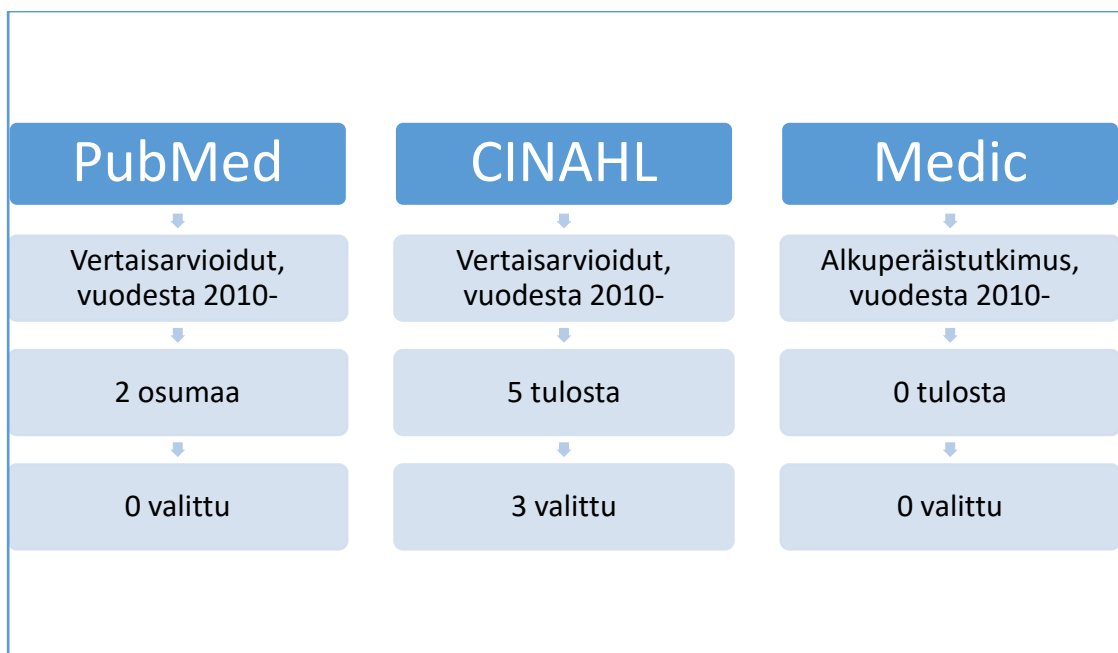 PubMed
Vertaisarvioidut,
vuodesta 2010-
2 osumaa
0 valittu
CINAHL
Vertaisarvioidut,
vuodesta 2010-
5 tulosta
3 valittu
Medic
Alkuperäistutkimus,
vuodesta 2010-
0 tulosta
0 valittu